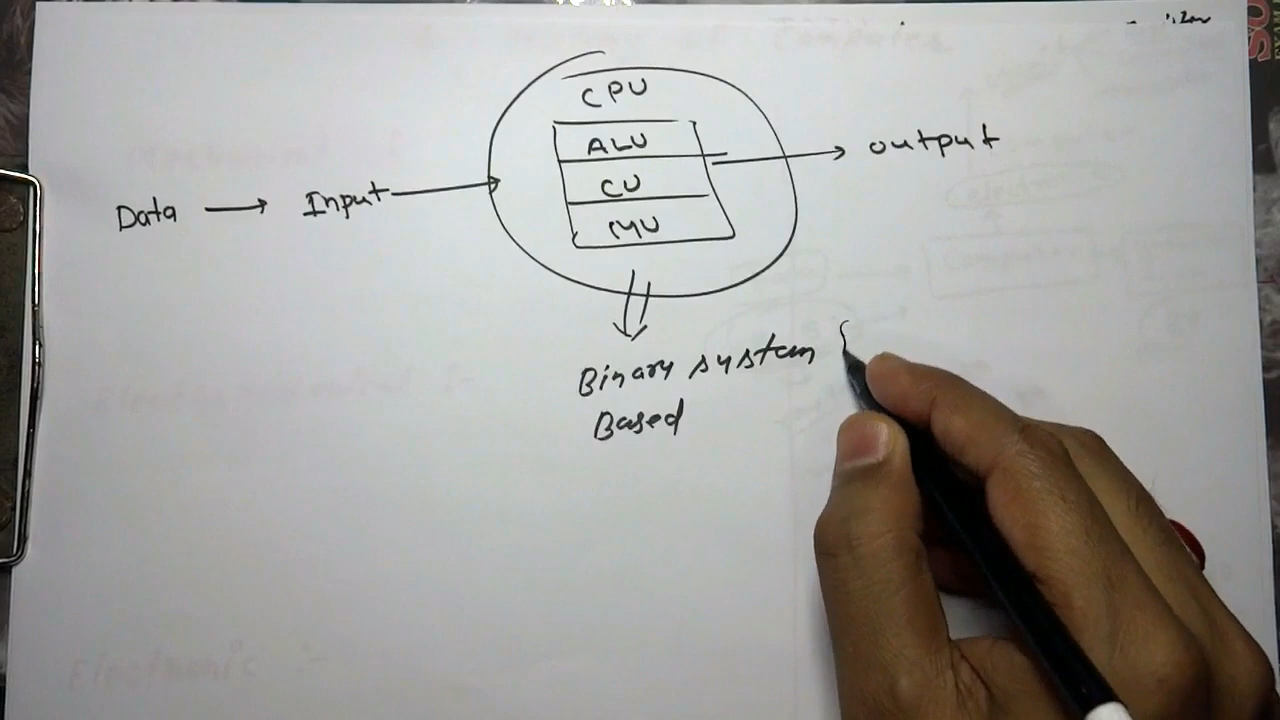 CPU
ALU
CU
MU
Data → Input → output
Binary system {
Based